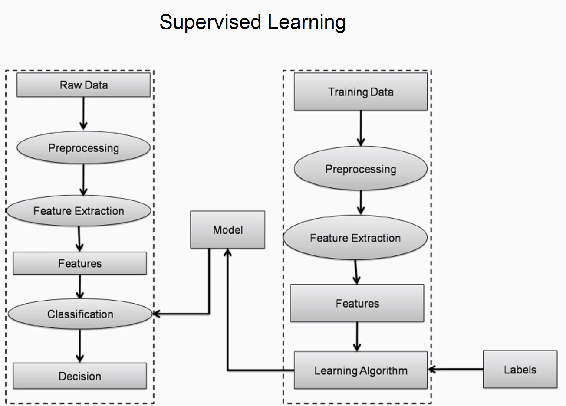 Supervised Learning
Raw Data
Preprocessing
Feature Extraction
Features
Classification
Decision
Model
Training Data
Preprocessing
Feature Extraction
Features
Learning Algorithm
Labels